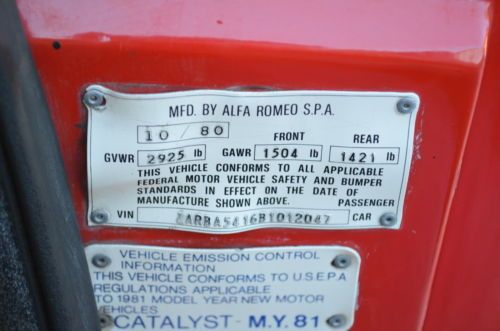 MFD. BY ALFA ROMEO S.P.A.
10 / 80 FRONT REAR
GVWR 2925 lb GAWR 1504 lb 1421 lb
THIS VEHICLE CONFORMS TO ALL APPLICABLE
FEDERAL MOTOR VEHICLE SAFETY AND BUMPER
STANDARDS IN EFFECT ON THE DATE OF
MANUFACTURE SHOWN ABOVE. PASSENGER
VIN ZARBA5416B1012047 CAR
VEHICLE EMISSION CONTROL
INFORMATION
THIS VEHICLE CONFORMS TO U.S.E.P.A
REGULATIONS APPLICABLE
TO 1981 MODEL YEAR NEW MOTOR
VEHICLES
CATALYST - M.Y. 81